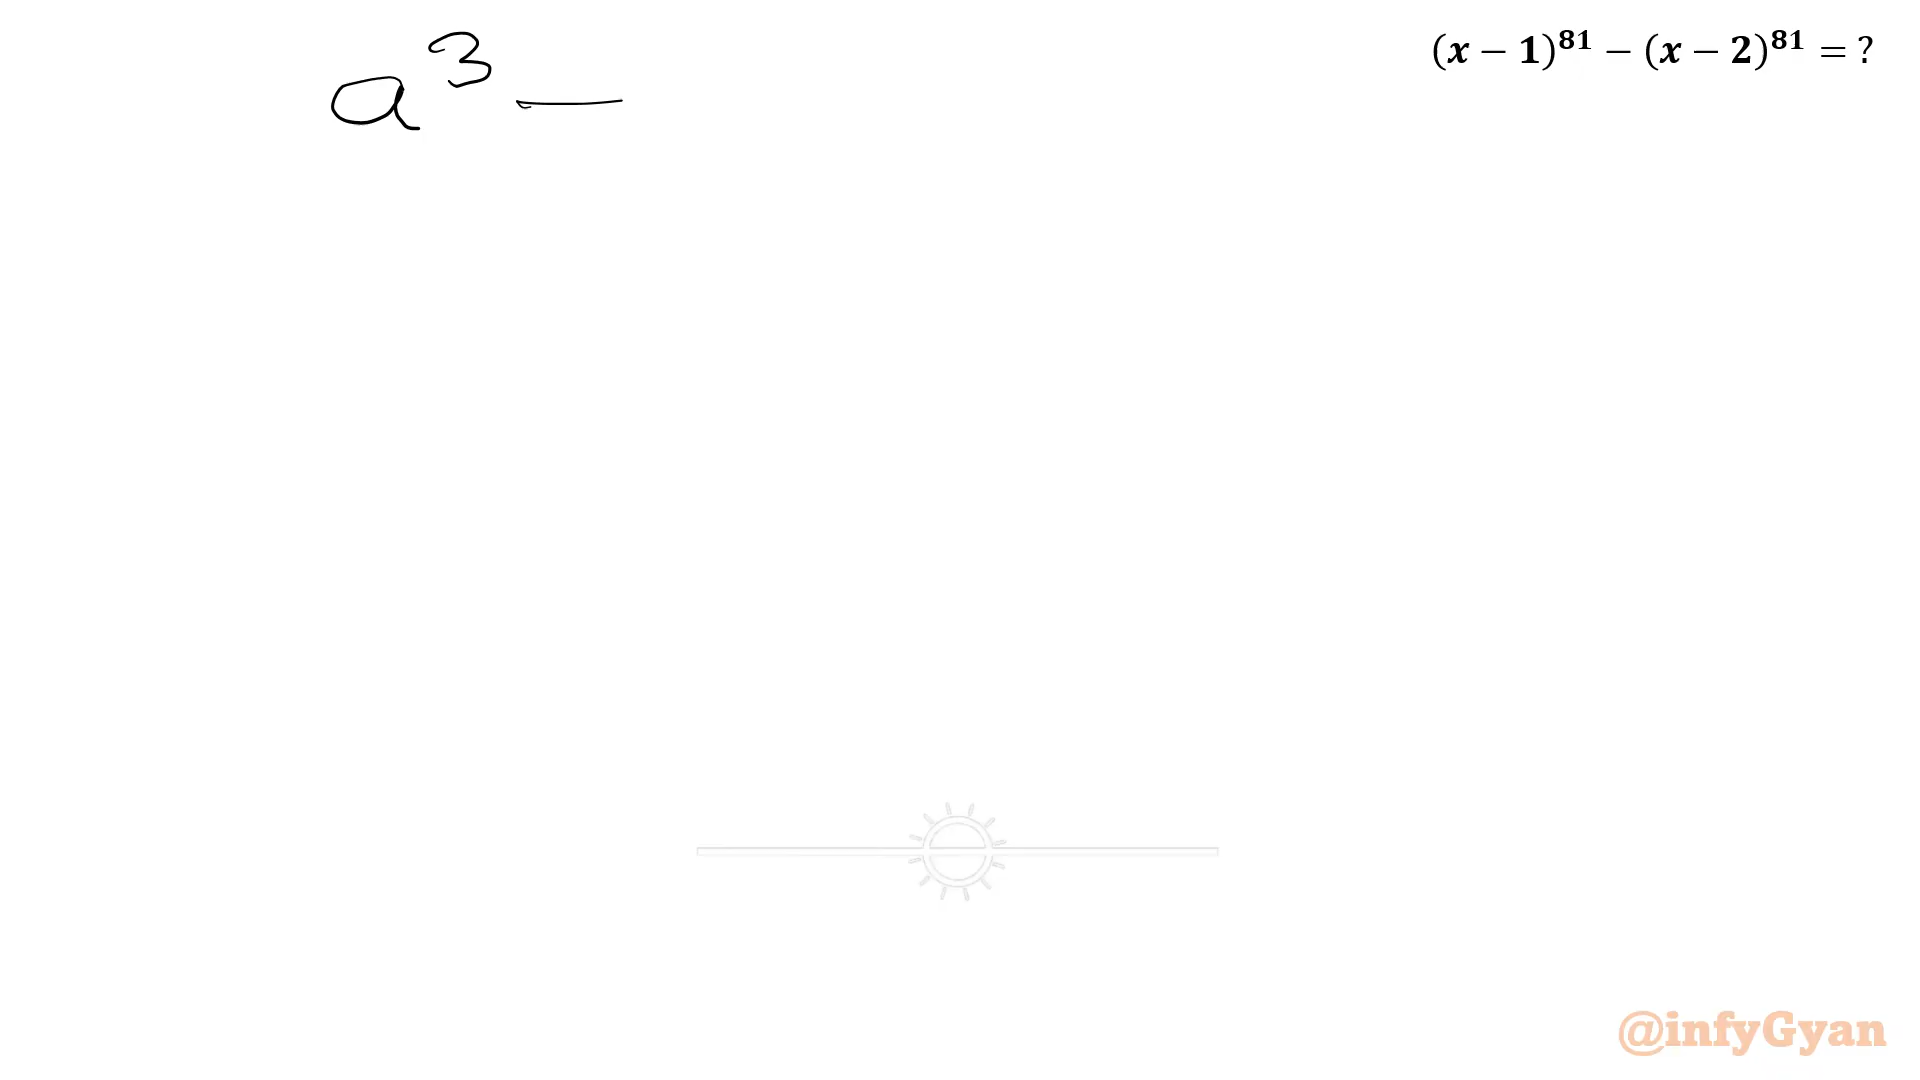 a³ —
(x − 1)⁸¹ − (x − 2)⁸¹ = ?
@infyGyan